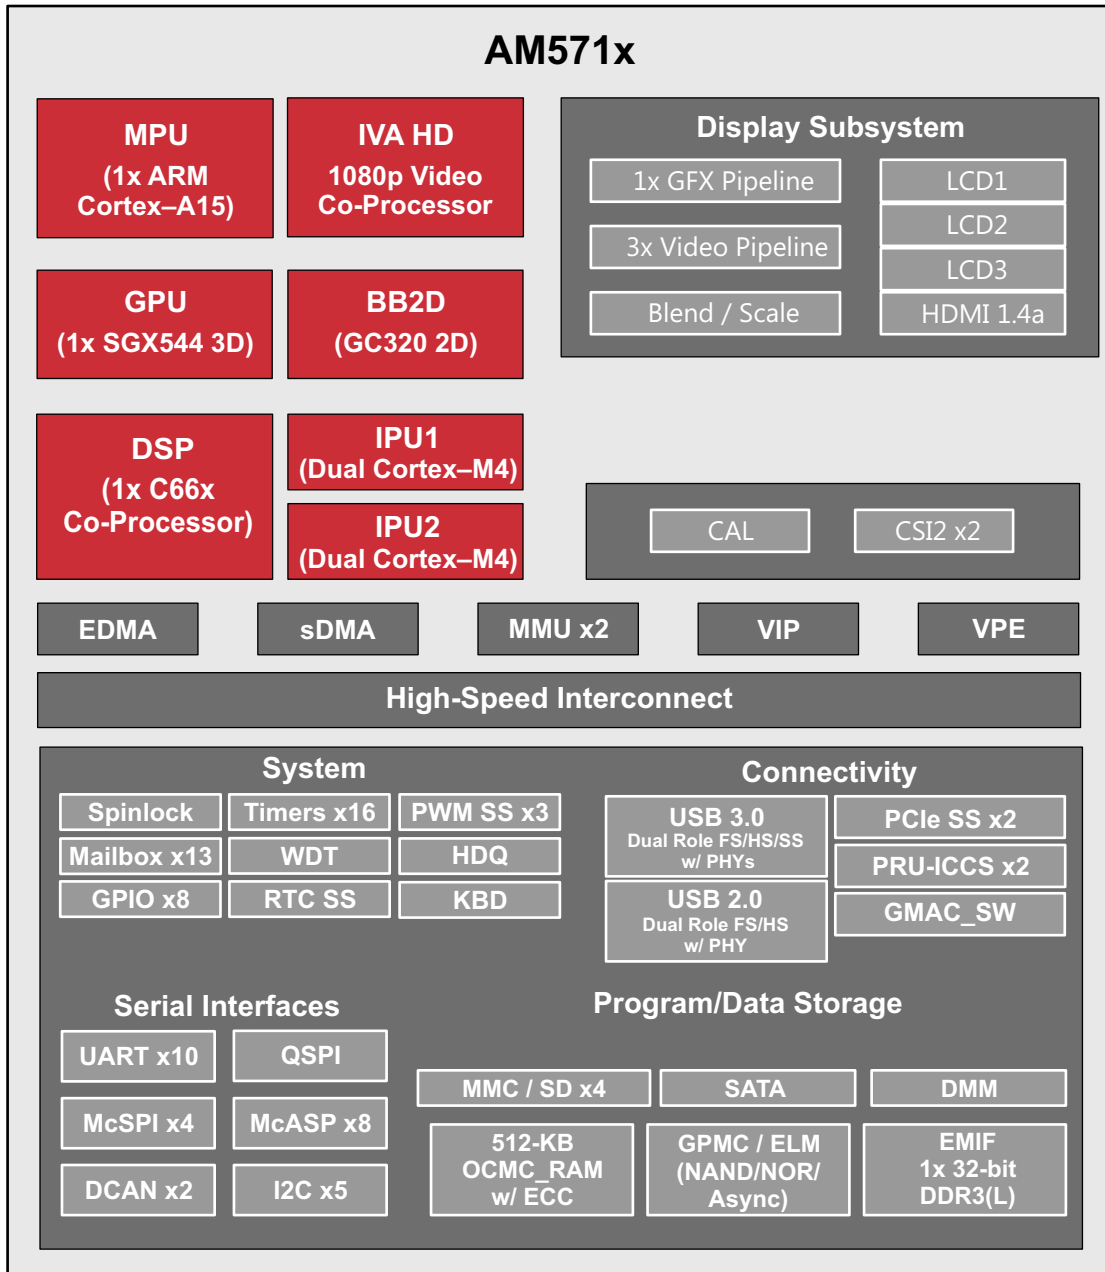 AM571x
MPU
(1x ARM
Cortex–A15)
IVA HD
1080p Video
Co-Processor
Display Subsystem
1x GFX Pipeline
3x Video Pipeline
Blend / Scale
LCD1
LCD2
LCD3
HDMI 1.4a
GPU
(1x SGX544 3D)
BB2D
(GC320 2D)
DSP
(1x C66x
Co-Processor)
IPU1
(Dual Cortex–M4)
IPU2
(Dual Cortex–M4)
CAL
CSI2 x2
EDMA
sDMA
MMU x2
VIP
VPE
High-Speed Interconnect
System
Spinlock
Timers x16
PWM SS x3
Mailbox x13
WDT
HDQ
GPIO x8
RTC SS
KBD
Connectivity
USB 3.0
Dual Role FS/HS/SS
w/ PHYs
USB 2.0
Dual Role FS/HS
w/ PHY
PCIe SS x2
PRU-ICCS x2
GMAC_SW
Serial Interfaces
UART x10
QSPI
McSPI x4
McASP x8
DCAN x2
I2C x5
Program/Data Storage
MMC / SD x4
SATA
DMM
512-KB
OCMC_RAM
w/ ECC
GPMC / ELM
(NAND/NOR/
Async)
EMIF
1x 32-bit
DDR3(L)